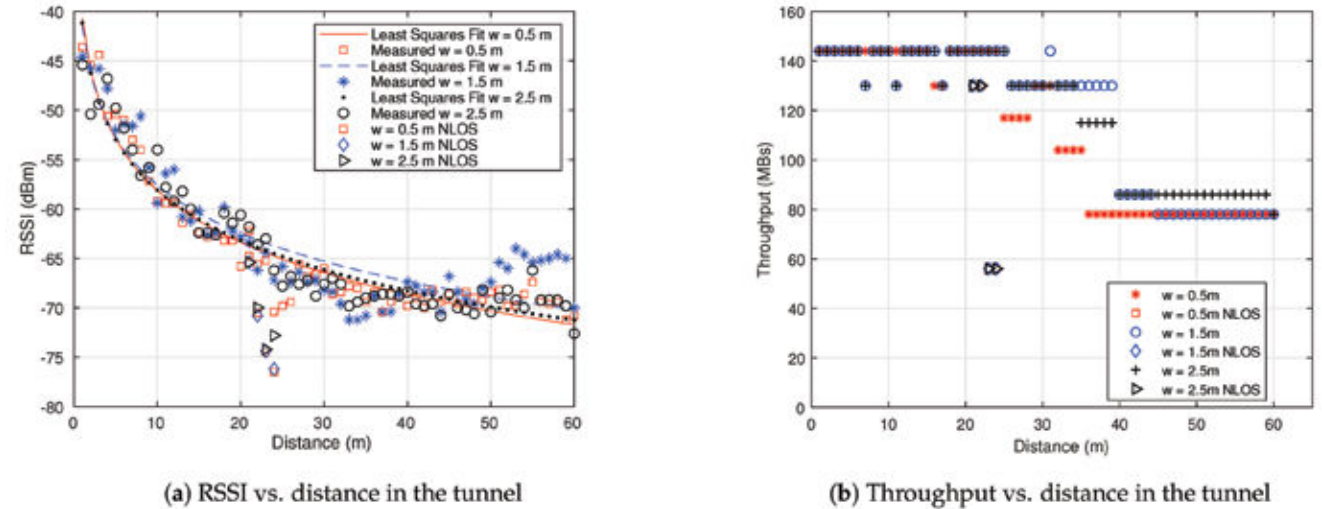 -40
-45
-50
-55
-60
-65
-70
-75
-80
0
10
20
30
40
50
60
RSSI (dBm)
Distance (m)
Least Squares Fit w = 0.5 m
Measured w = 0.5 m
Least Squares Fit w = 1.5 m
Measured w = 1.5 m
Least Squares Fit w = 2.5 m
Measured w = 2.5 m
w = 0.5 m NLOS
w = 1.5 m NLOS
w = 2.5 m NLOS
(a) RSSI vs. distance in the tunnel
160
140
120
100
80
60
40
20
0
0
10
20
30
40
50
60
Throughput (MBs)
Distance (m)
w = 0.5m
w = 0.5m NLOS
w = 1.5m
w = 1.5m NLOS
w = 2.5m
w = 2.5m NLOS
(b) Throughput vs. distance in the tunnel